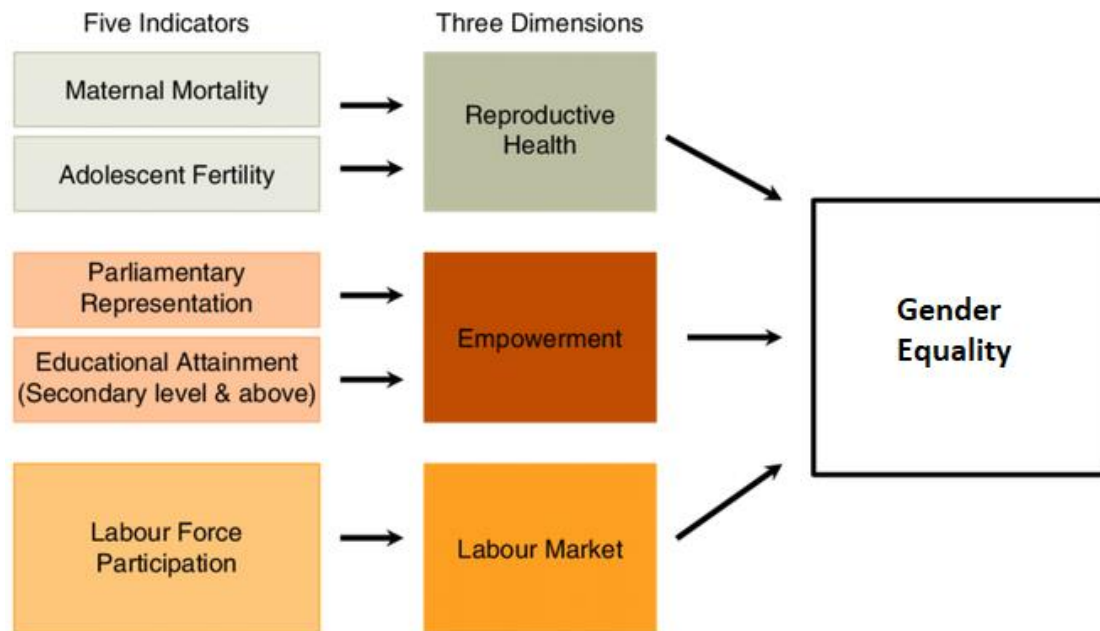 Five Indicators
Three Dimensions
Maternal Mortality
Adolescent Fertility
Reproductive
Health
Parliamentary
Representation
Educational Attainment
(Secondary level & above)
Empowerment
Labour Force
Participation
Labour Market
Gender
Equality